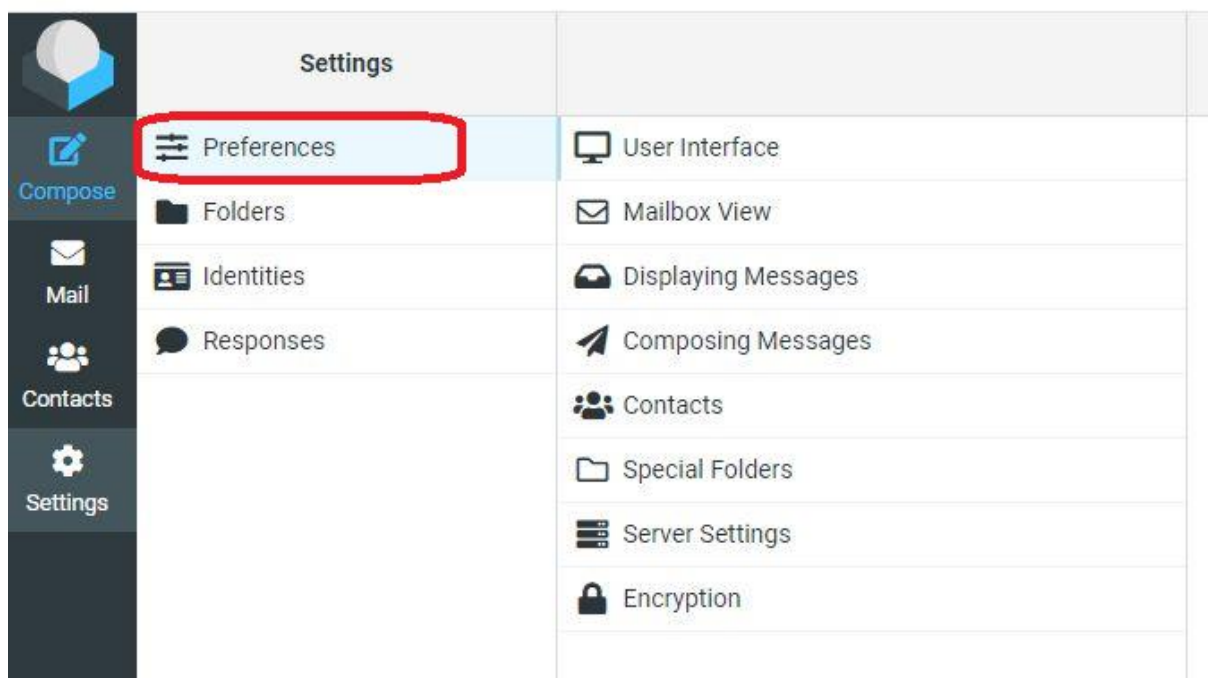 Settings
Compose
Mail
Contacts
Settings
Preferences
Folders
Identities
Responses
User Interface
Mailbox View
Displaying Messages
Composing Messages
Contacts
Special Folders
Server Settings
Encryption